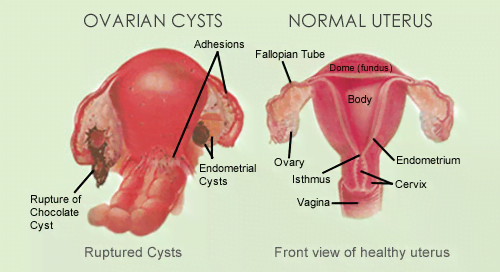 OVARIAN CYSTS
Adhesions
Endometrial
Cysts
Rupture of
Chocolate
Cyst
Ruptured Cysts
NORMAL UTERUS
Fallopian Tube
Dome (fundus)
Body
Ovary
Isthmus
Endometrium
Cervix
Vagina
Front view of healthy uterus